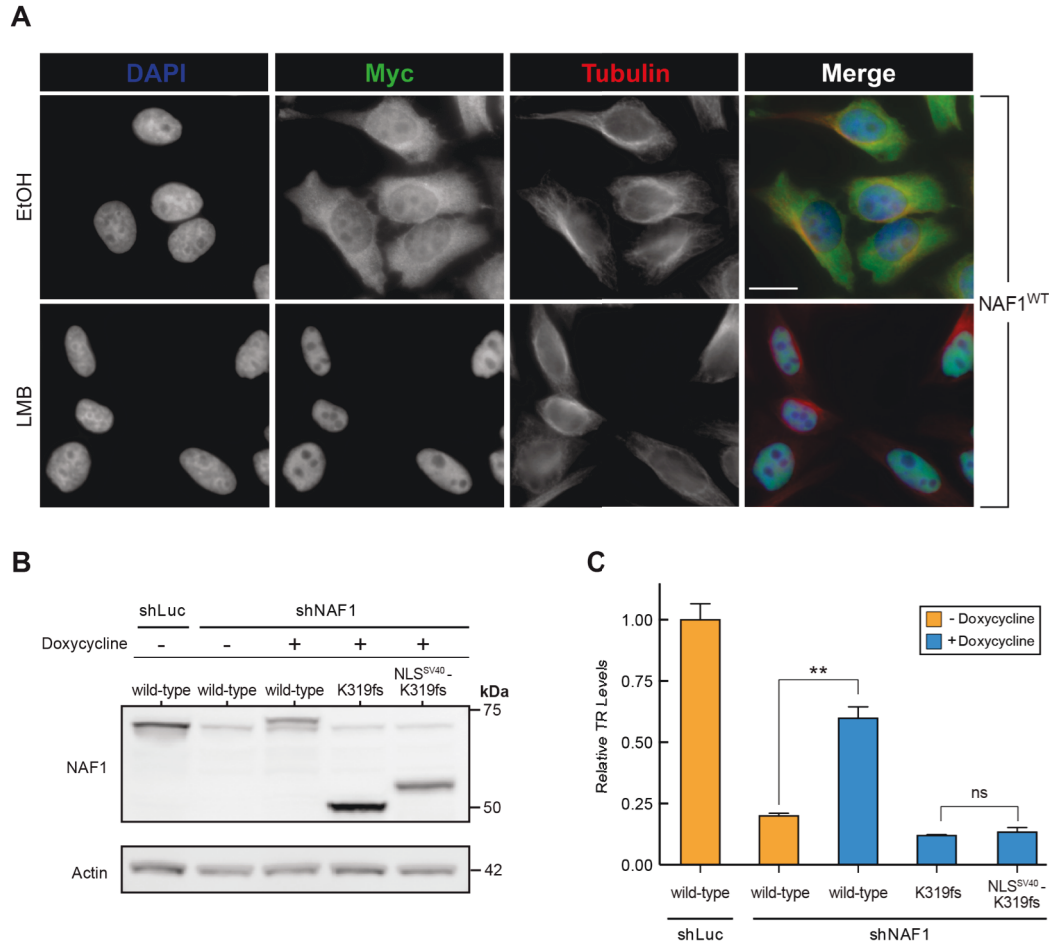 A
DAPI Myc Tubulin Merge
EtOH
LMB
NAF1WT
B
shLuc shNAF1
Doxycycline - - + + +
wild-type wild-type wild-type K319fs NLSSV40-
K319fs
kDa
75
NAF1
50
Actin
42
C
Relative TR Levels
1.00
0.75
0.50
0.25
0.00
- Doxycycline
+ Doxycycline
**
ns
wild-type wild-type wild-type K319fs NLSSV40-
K319fs
shLuc shNAF1